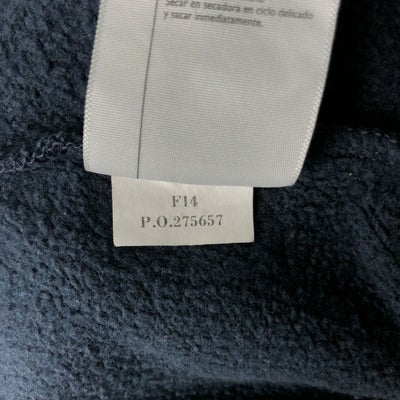 Secar en secadora en ciclo delicado
y sacar inmediatamente.
F14
P.O.275657